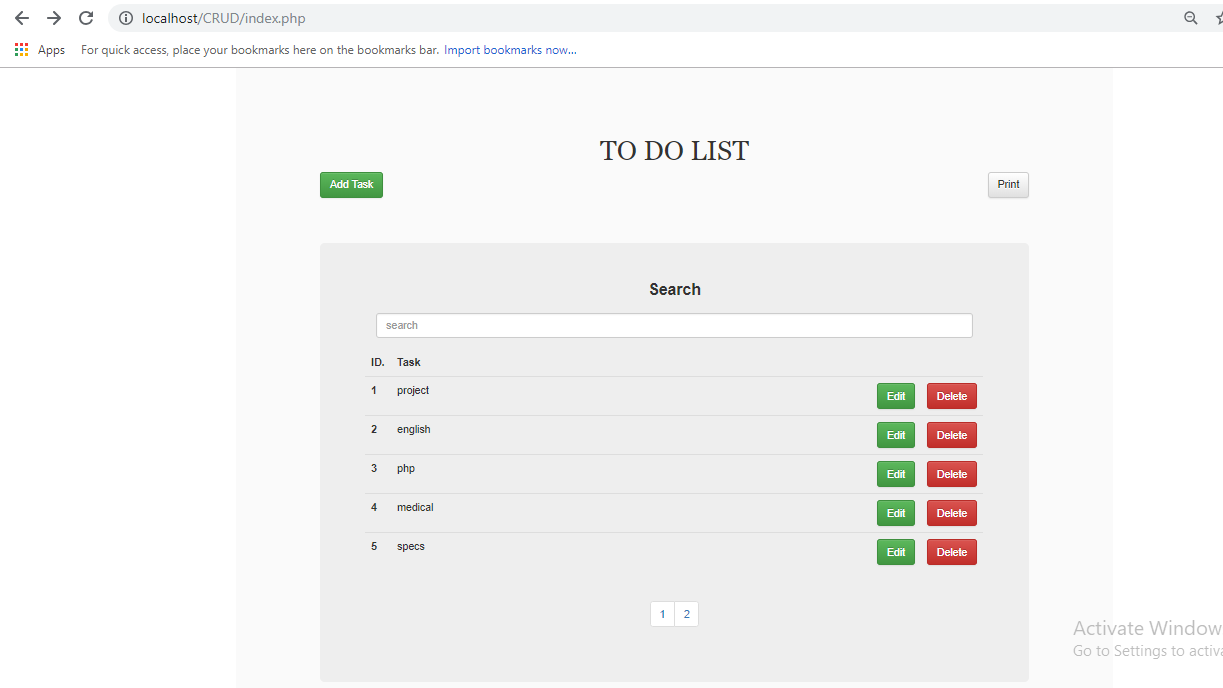 localhost/CRUD/index.php
Apps For quick access, place your bookmarks here on the bookmarks bar. Import bookmarks now...
TO DO LIST
Add Task Print
Search
search
ID. Task
1 project Edit Delete
2 english Edit Delete
3 php Edit Delete
4 medical Edit Delete
5 specs Edit Delete
1 2
Activate Window
Go to Settings to activa